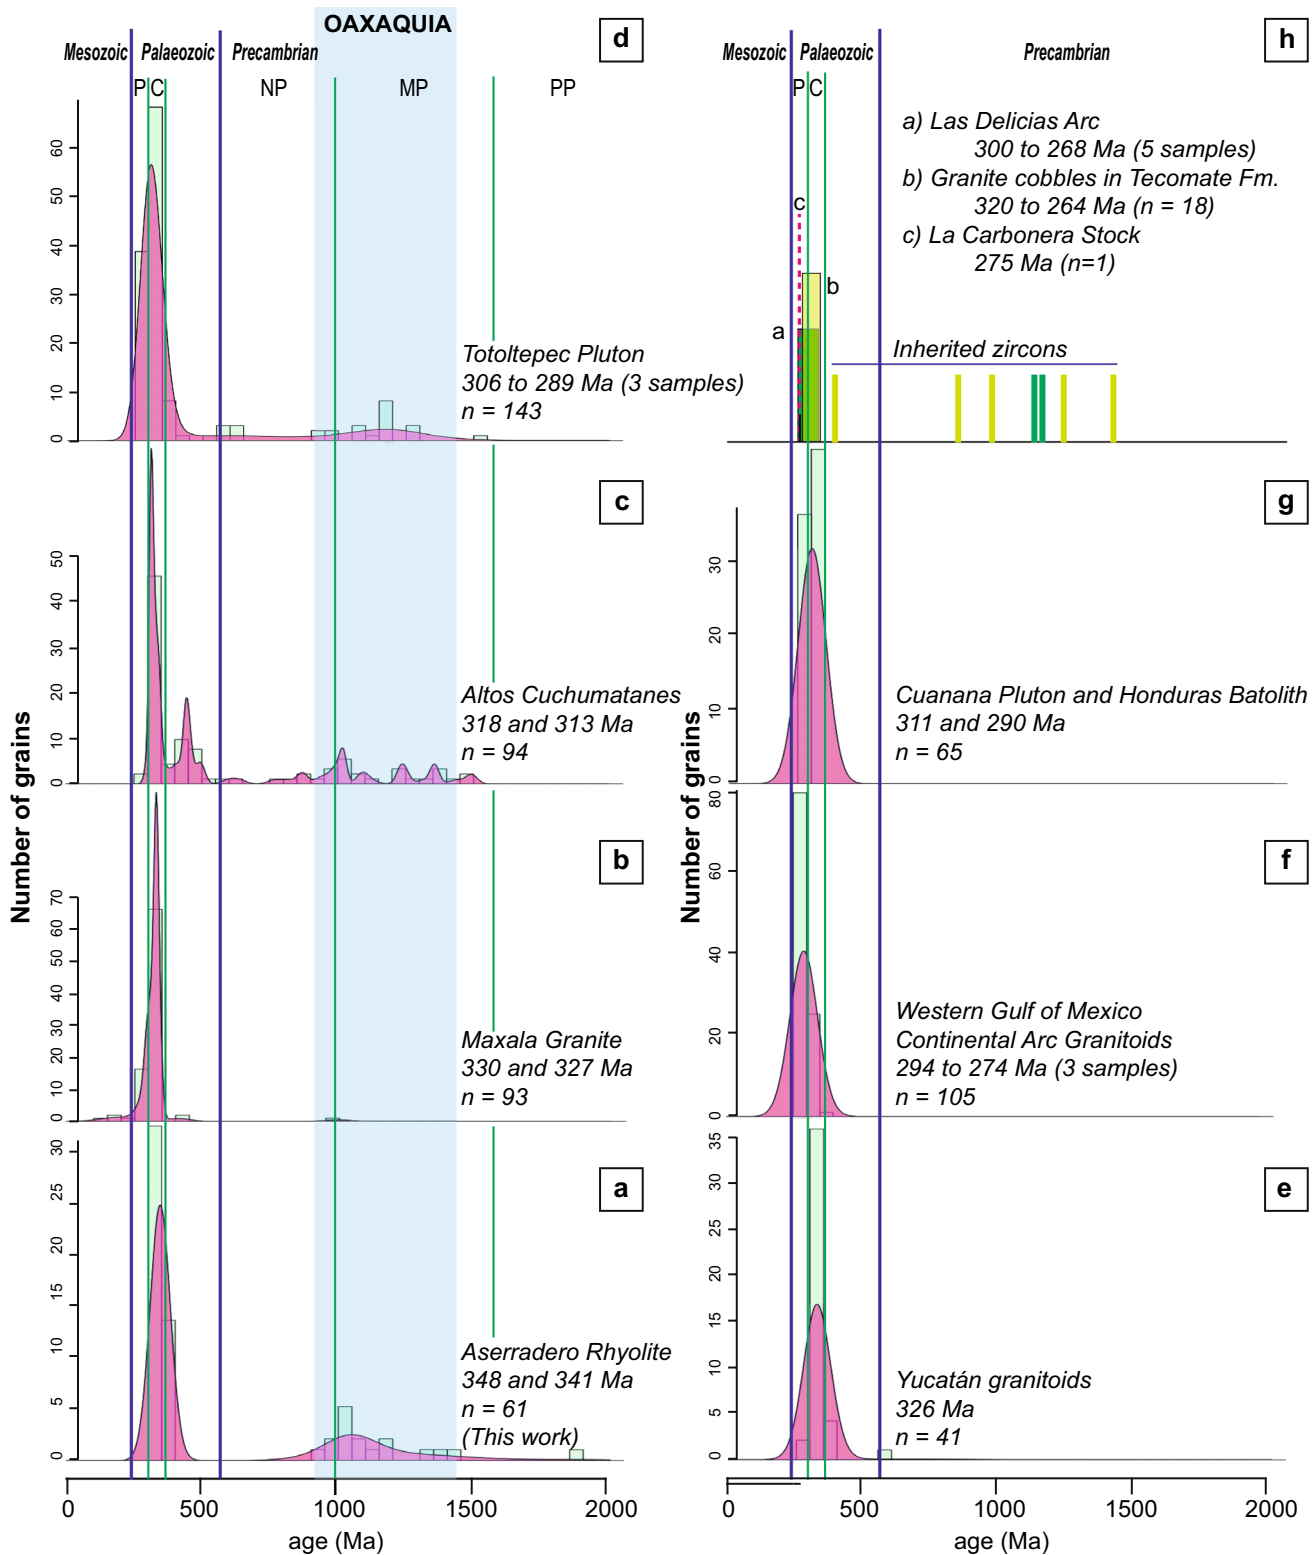 OAXAQUIA
d
Mesozoic Palaeozoic Precambrian
P C NP MP PP
60
50
40
30
20
10
0
Totoltepec Pluton
306 to 289 Ma (3 samples)
n = 143
c
50
40
30
20
10
0
Altos Cuchumatanes
318 and 313 Ma
n = 94
Number of grains
b
70
60
50
40
30
20
10
0
Maxala Granite
330 and 327 Ma
n = 93
a
30
25
20
15
10
5
0
Aserradero Rhyolite
348 and 341 Ma
n = 61
(This work)
0 500 1000 1500 2000
age (Ma)
h
Mesozoic Palaeozoic Precambrian
P C
a) Las Delicias Arc
300 to 268 Ma (5 samples)
b) Granite cobbles in Tecomate Fm.
320 to 264 Ma (n = 18)
c) La Carbonera Stock
275 Ma (n=1)
c
b
a
Inherited zircons
g
30
20
10
0
Cuanana Pluton and Honduras Batolith
311 and 290 Ma
n = 65
Number of grains
f
80
60
40
20
0
Western Gulf of Mexico
Continental Arc Granitoids
294 to 274 Ma (3 samples)
n = 105
e
35
30
25
20
15
10
5
0
Yucatán granitoids
326 Ma
n = 41
0 500 1000 1500 2000
age (Ma)